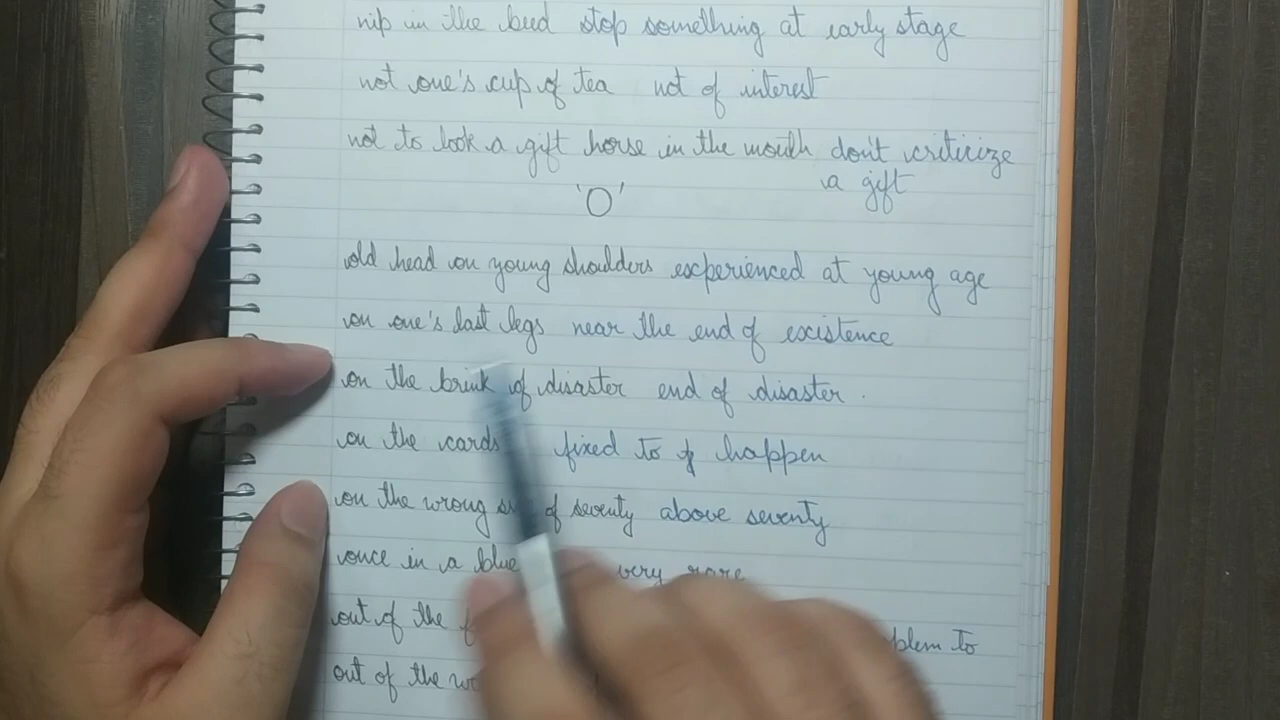 nip in the bud stop something at early stage
not one's cup of tea not of interest
not to look a gift horse in the mouth don't criticize
a gift
'O'
old head on young shoulders experienced at young age
on one's last legs near the end of existence
on the brink of disaster end of disaster
on the cards fixed to happen
on the wrong of seventy above seventy
once in a blue very rare
out of the to
out of the